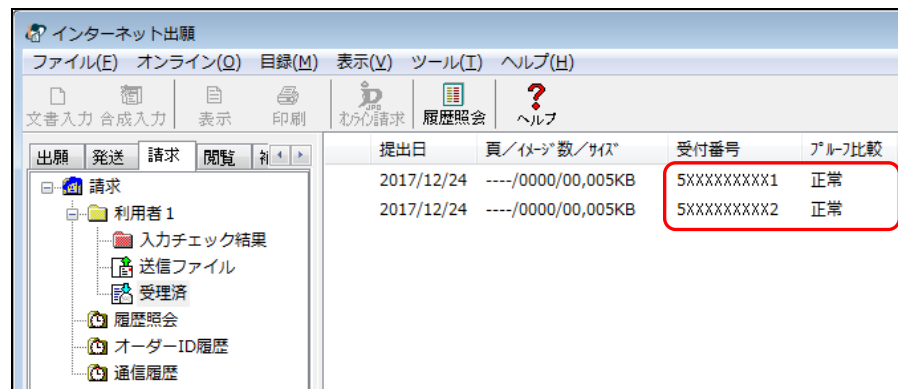 インターネット出願
ファイル(F) オンライン(O) 目録(M) 表示(V) ツール(T) ヘルプ(H)
文書入力 合成入力 表示 印刷 ｵﾝﾗｲﾝ請求 履歴照会 ヘルプ
出願 発送 請求 閲覧
提出日 頁／ｲﾒｰｼﾞ数／ｻｲｽﾞ 受付番号 ﾌﾟﾙｰﾌ比較
請求
2017/12/24 ----/0000/00,005KB 5XXXXXXXXX1 正常
利用者1
2017/12/24 ----/0000/00,005KB 5XXXXXXXXX2 正常
入力チェック結果
送信ファイル
受理済
履歴照会
オーダーID履歴
通信履歴